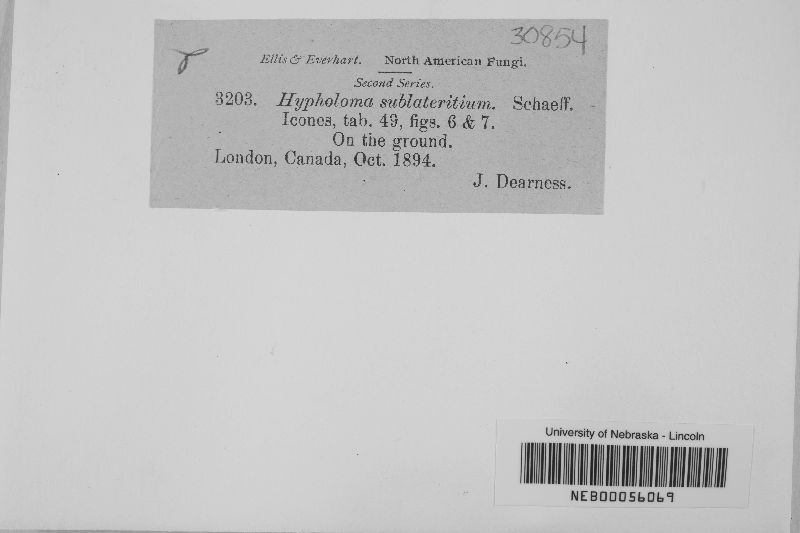 30854
Ellis & Everhart. North American Fungi.
Second Series.
3203. Hypholoma sublateritium. Schaeff.
Icones, tab. 49, figs. 6 & 7.
On the ground.
London, Canada, Oct. 1894.
J. Dearness.
University of Nebraska - Lincoln
NEB00056069